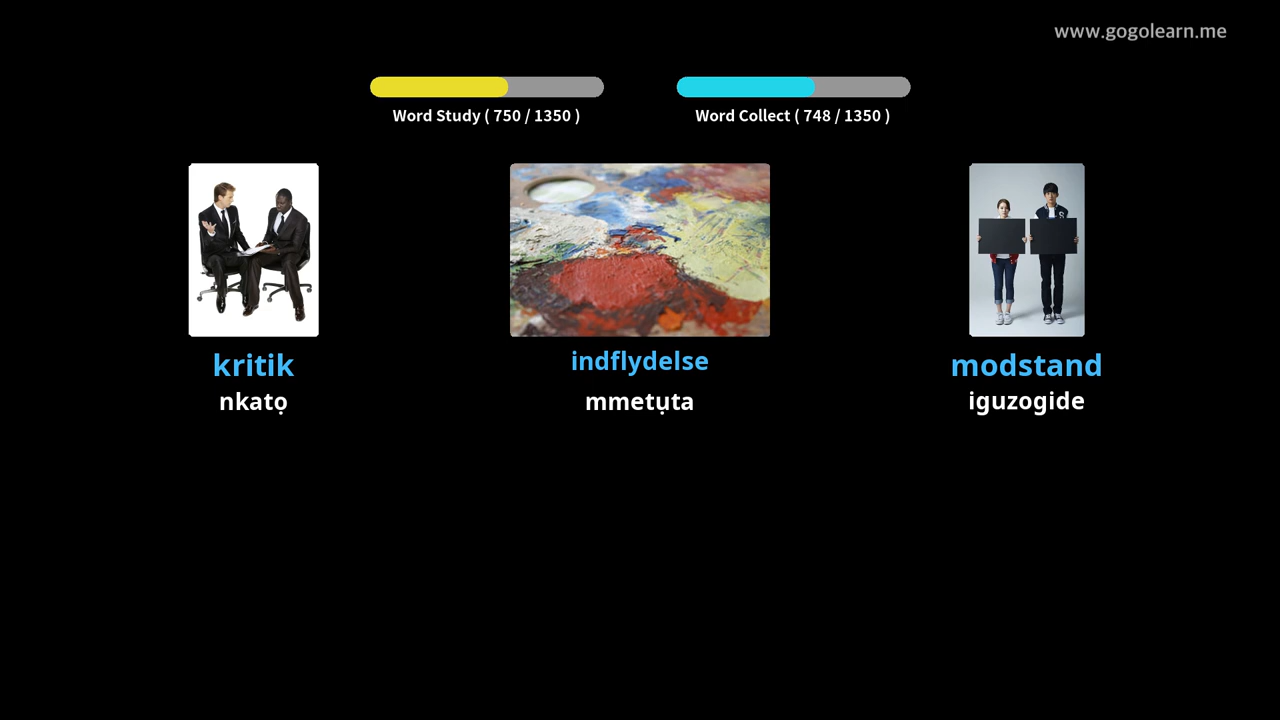 www.gogolearn.me
Word Study ( 750 / 1350 )
Word Collect ( 748 / 1350 )
kritik
nkatọ
indflydelse
mmetụta
modstand
iguzogide